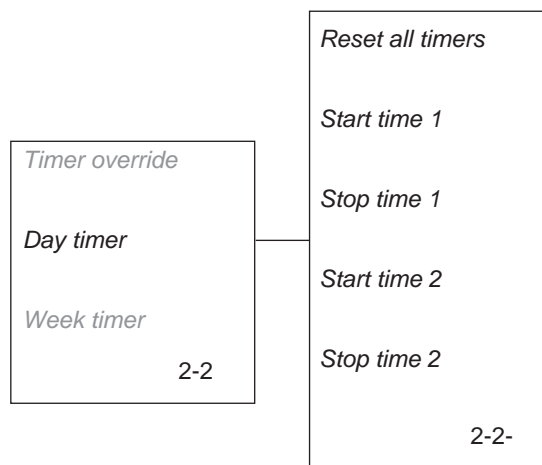 Timer override
Day timer
Week timer
2-2
Reset all timers
Start time 1
Stop time 1
Start time 2
Stop time 2
2-2-